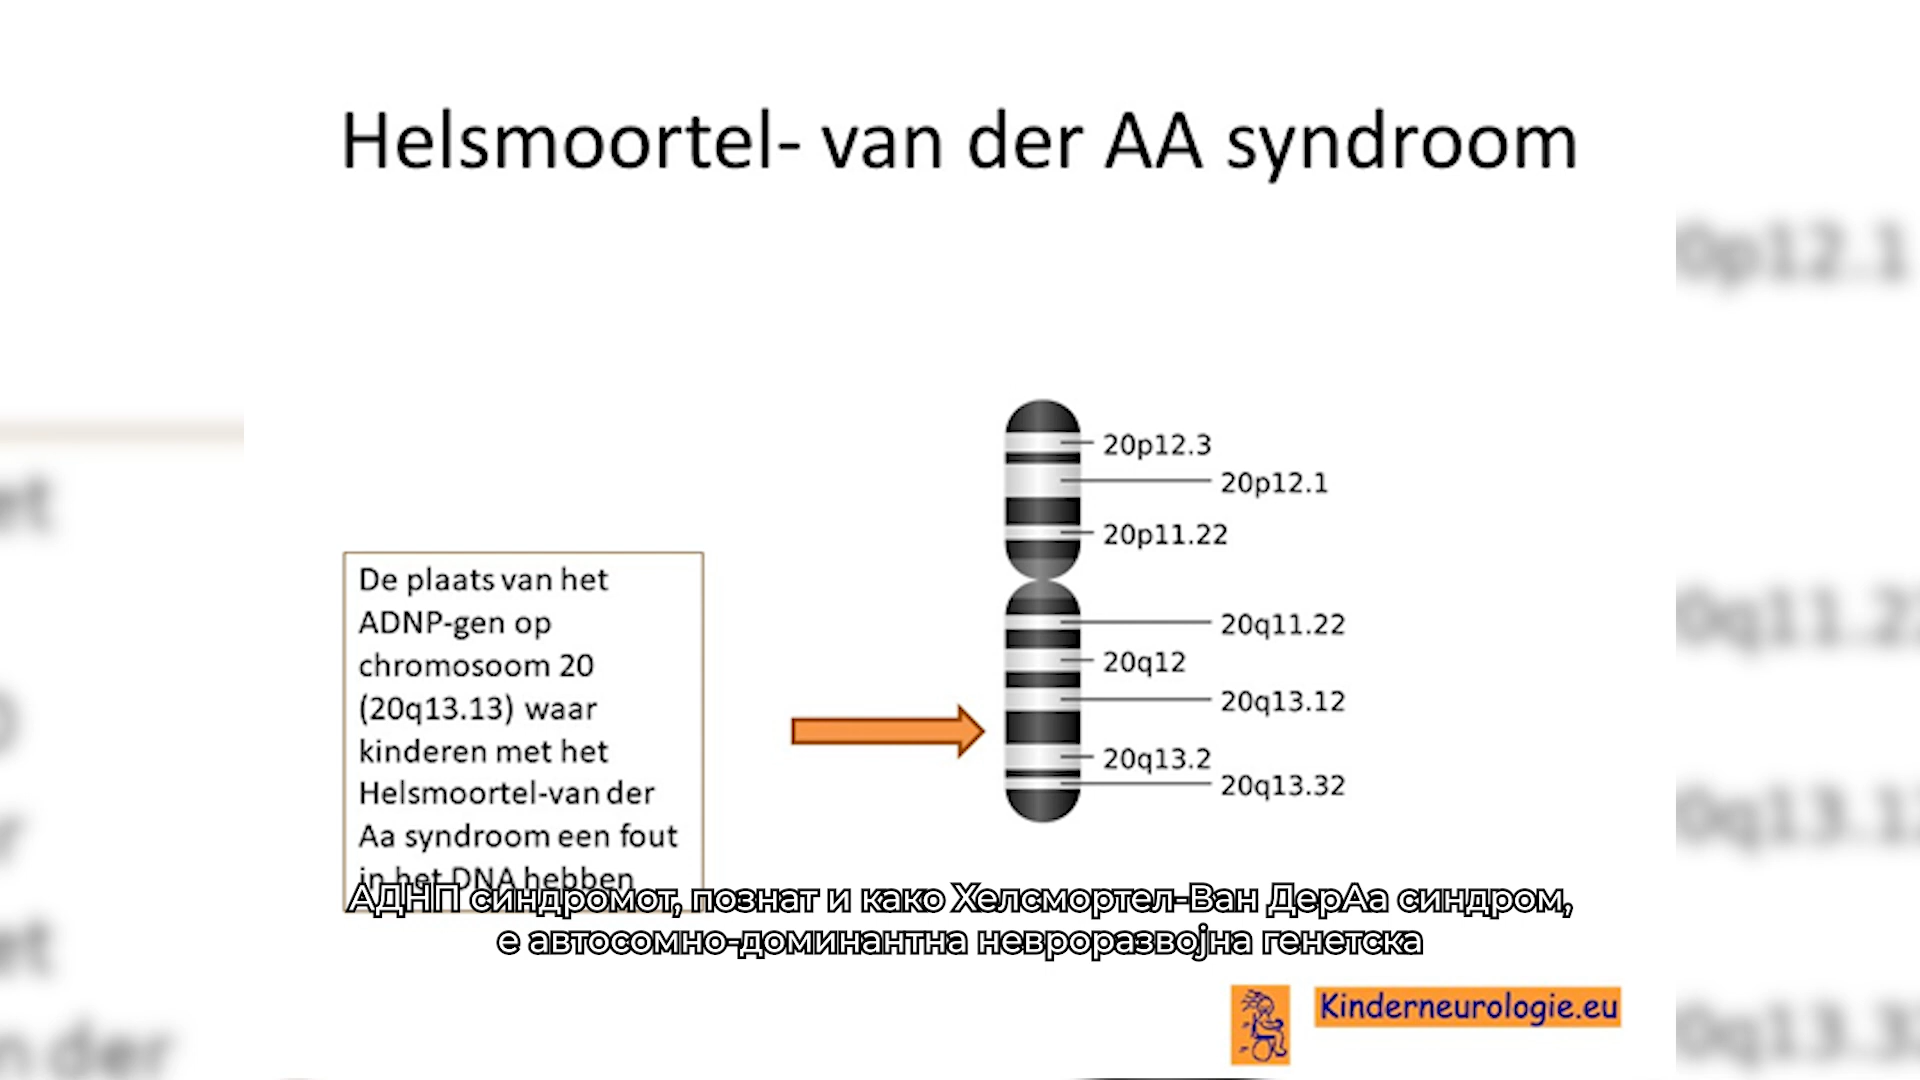 Helsmoortel- van der AA syndroom
20p12.3
20p12.1
20p11.22
20q11.22
20q12
20q13.12
20q13.2
20q13.32
De plaats van het
ADNP-gen op
chromosoom 20
(20q13.13) waar
kinderen met het
Helsmoortel-van der
Aa syndroom een fout
in het DNA hebben
АДНП синдромот, познат и како Хелсмортел-Ван ДерАа синдром,
е автосомно-доминантна невроразвојна генетска
Kinderneurologie.eu